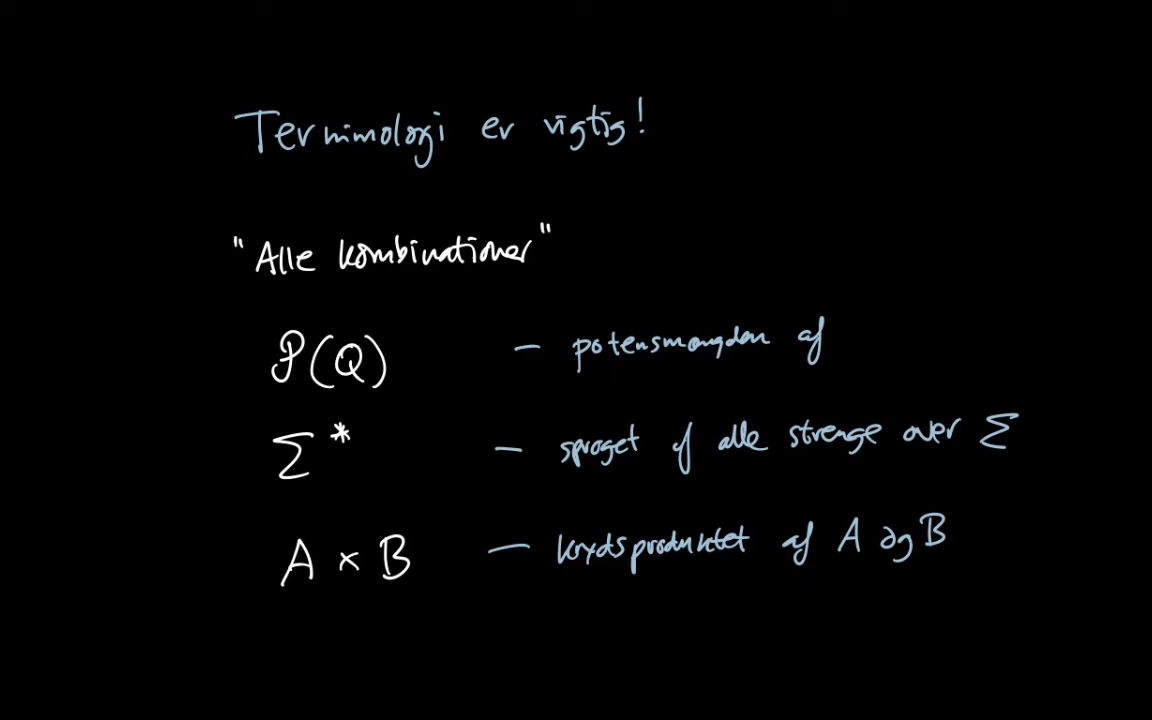 Terminologi er vigtig!
"Alle kombinationer"
P(Q) — potensmængden af
Σ* — sproget af alle strenge over Σ
A × B — krydsproduktet af A og B